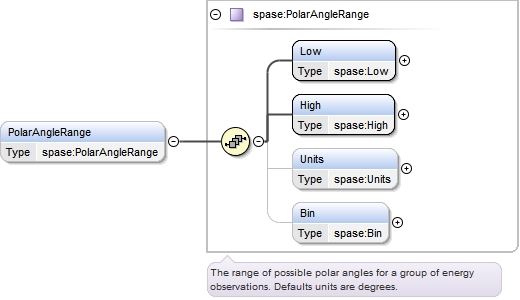 spase:PolarAngleRange
Low
Type spase:Low
High
Type spase:High
PolarAngleRange
Type spase:PolarAngleRange
Units
Type spase:Units
Bin
Type spase:Bin
The range of possible polar angles for a group of energy
observations. Defaults units are degrees.